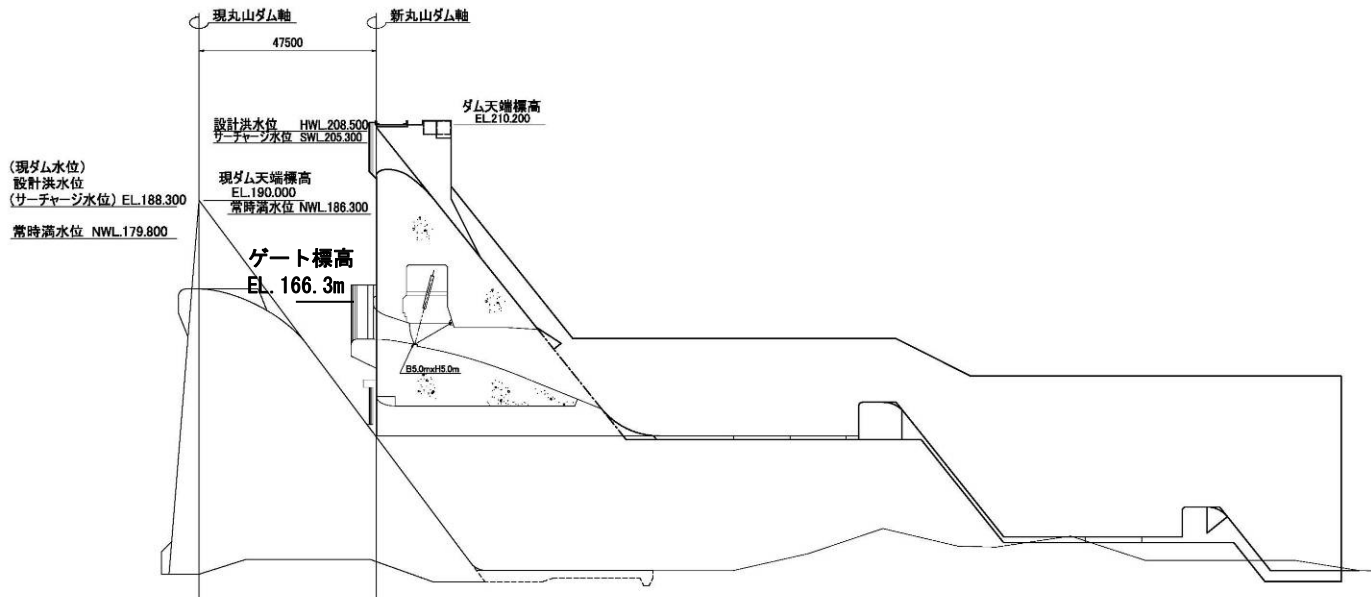 現丸山ダム軸
新丸山ダム軸
47500
ダム天端標高
EL.210.200
設計洪水位 HWL.208.500
サーチャージ水位 SWL.205.300
(現ダム水位)
設計洪水位
(サーチャージ水位) EL.188.300
常時満水位 NWL.179.800
現ダム天端標高
EL.190.000
常時満水位 NWL.186.300
ゲート標高
EL.166.3m
B5.0mxH5.0m